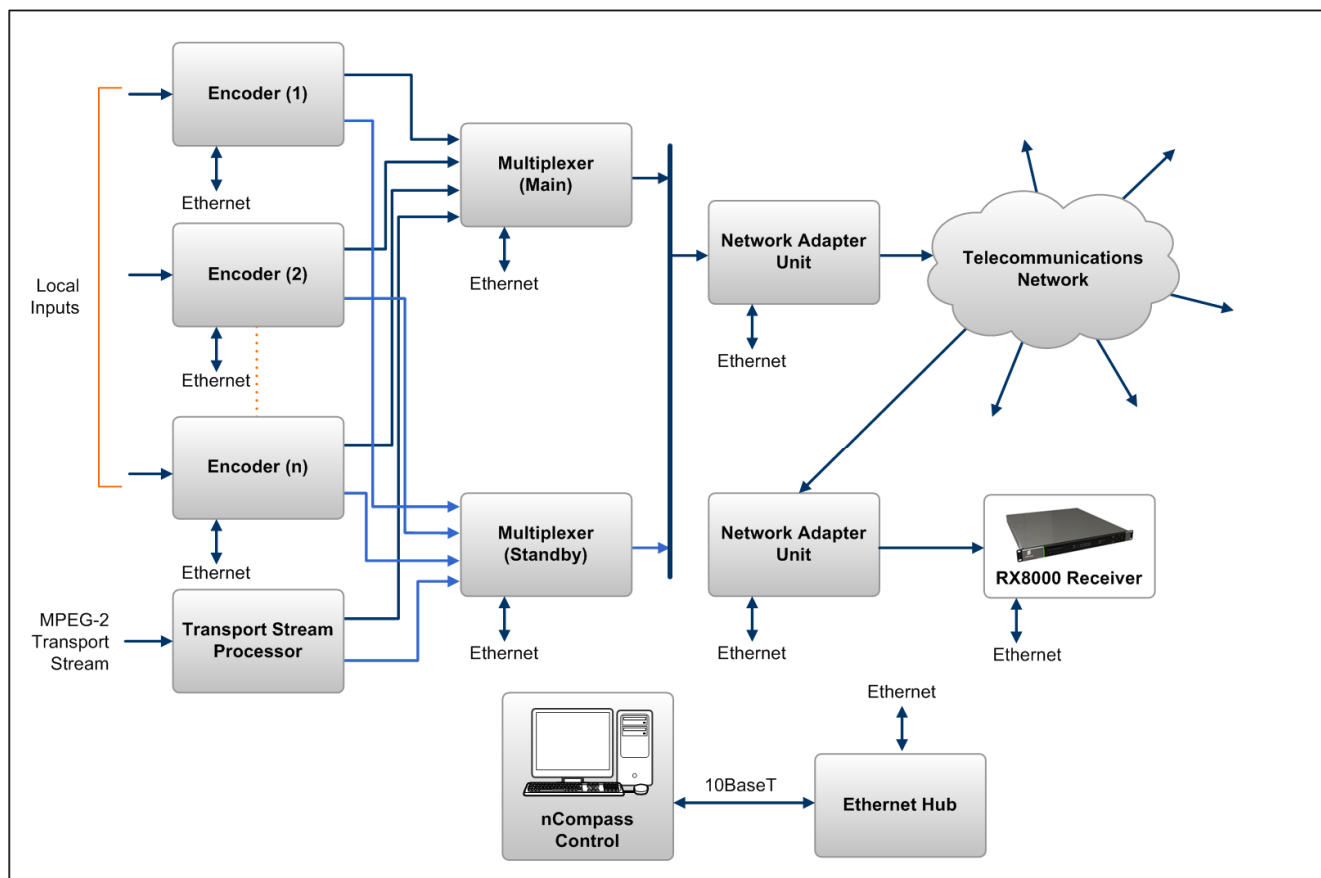 Encoder (1)
Ethernet
Multiplexer
(Main)
Ethernet
Local
Inputs
Encoder (2)
Ethernet
Network Adapter
Unit
Ethernet
Telecommunications
Network
Encoder (n)
Ethernet
Multiplexer
(Standby)
Ethernet
Network Adapter
Unit
Ethernet
RX8000 Receiver
Ethernet
MPEG-2
Transport
Stream
Transport Stream
Processor
nCompass
Control
10BaseT
Ethernet
Ethernet Hub